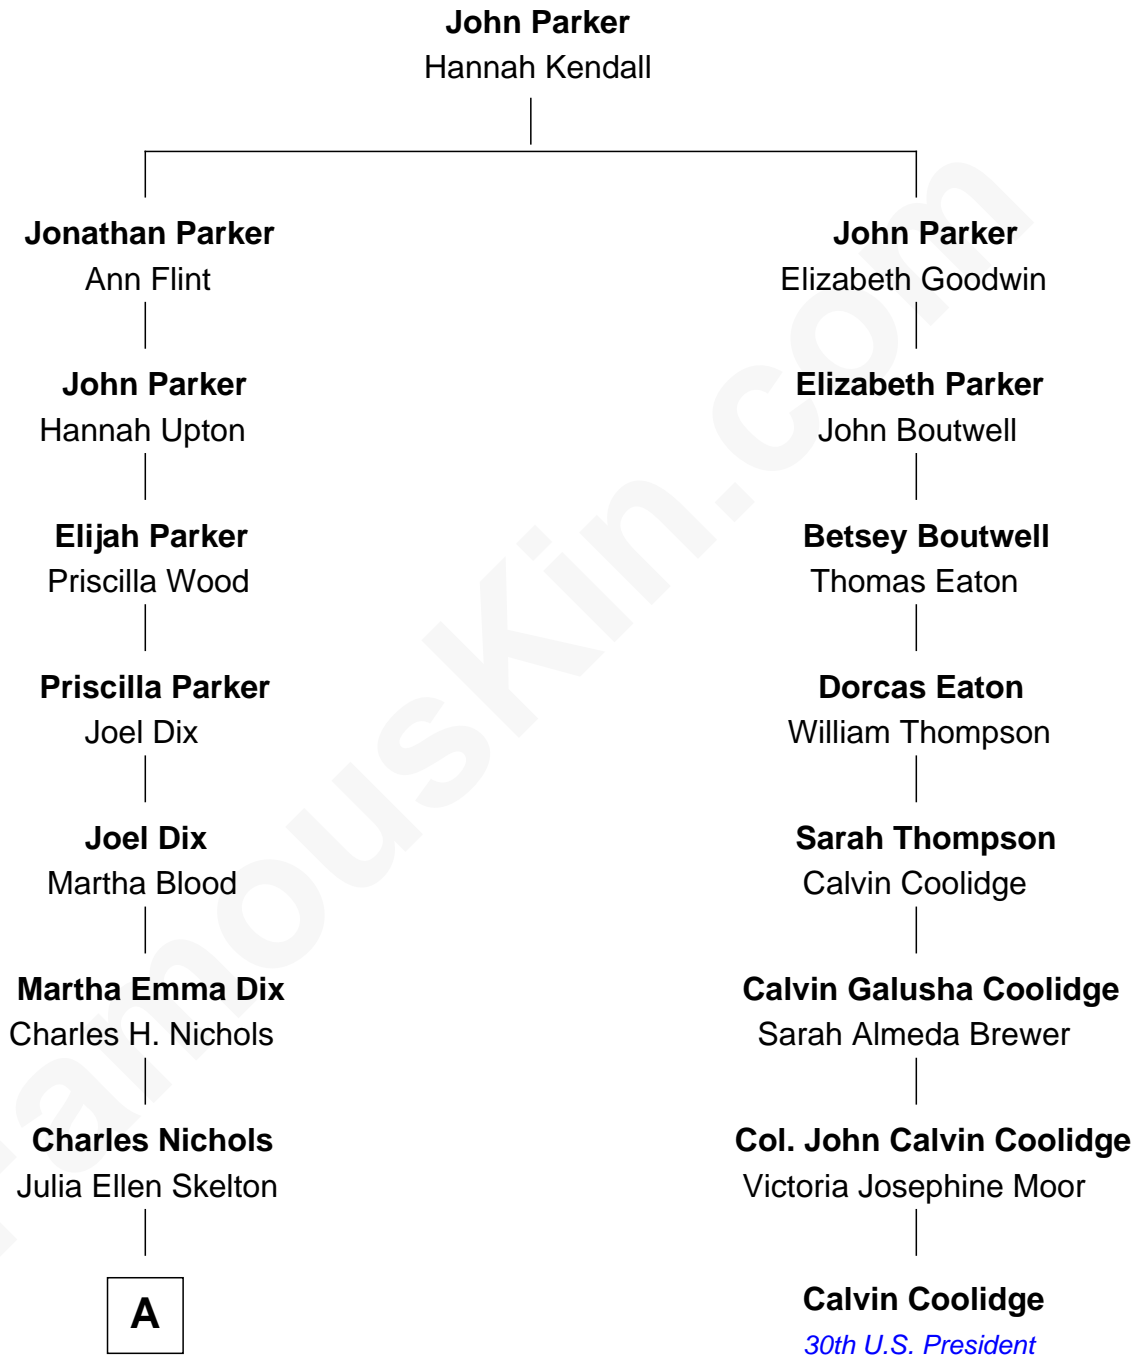 John Parker
Hannah Kendall
Jonathan Parker
Ann Flint
John Parker
Elizabeth Goodwin
John Parker
Hannah Upton
Elizabeth Parker
John Boutwell
Elijah Parker
Priscilla Wood
Betsey Boutwell
Thomas Eaton
Priscilla Parker
Joel Dix
Dorcas Eaton
William Thompson
Joel Dix
Martha Blood
Sarah Thompson
Calvin Coolidge
Martha Emma Dix
Charles H. Nichols
Calvin Galusha Coolidge
Sarah Almeda Brewer
Charles Nichols
Julia Ellen Skelton
Col. John Calvin Coolidge
Victoria Josephine Moor
A
Calvin Coolidge
30th U.S. President
FamousKin.com